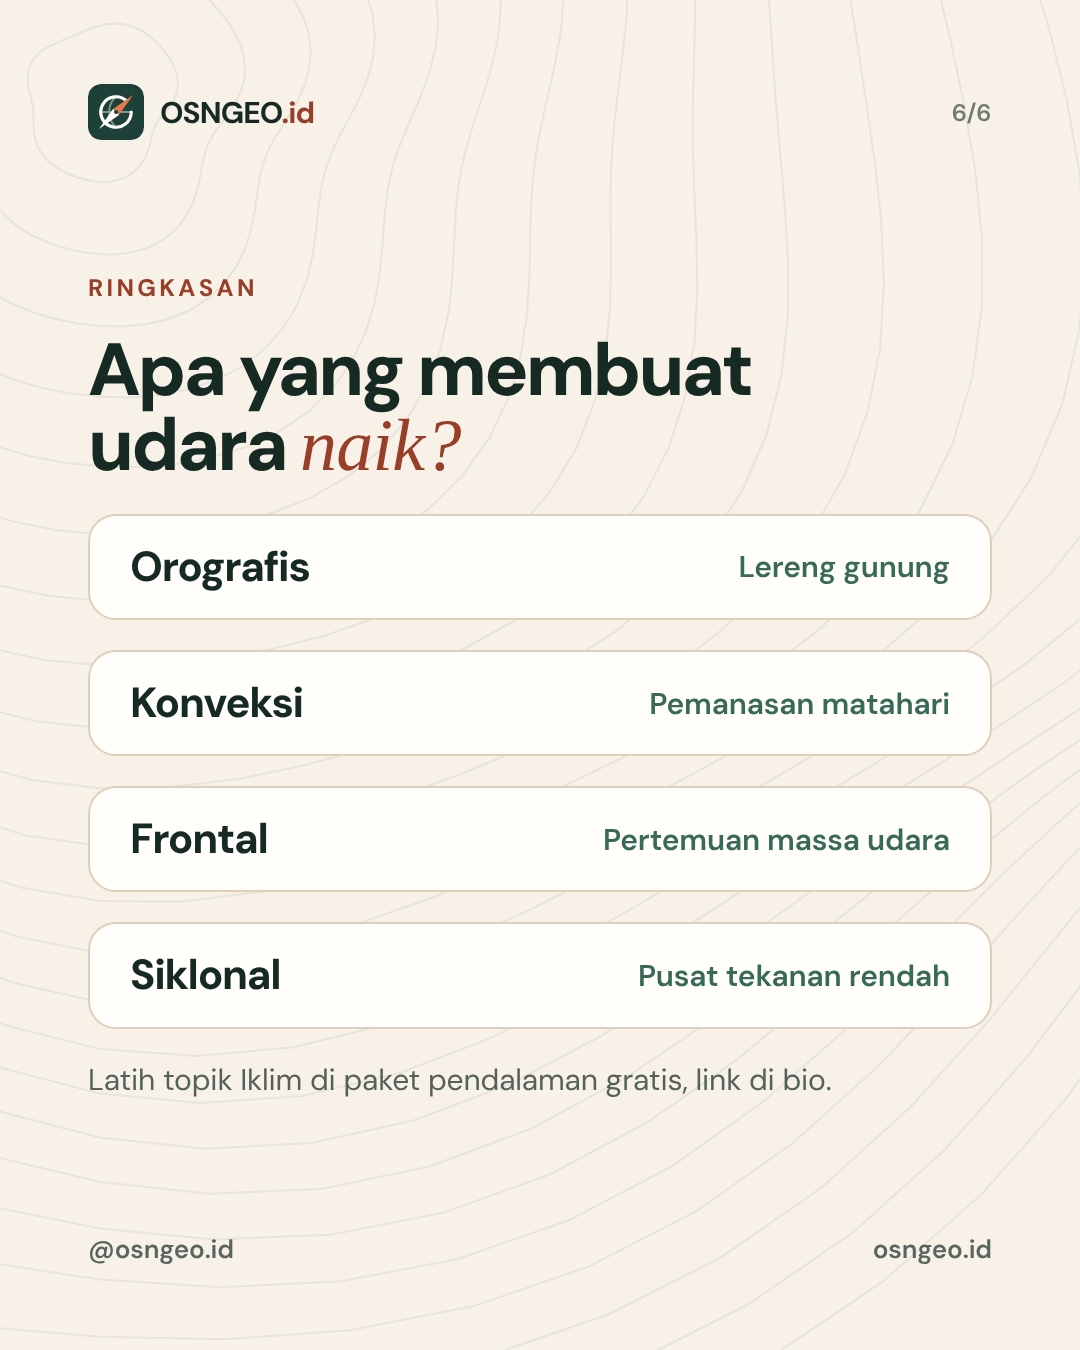 OSNGEO.id
6/6
RINGKASAN
Apa yang membuat
udara naik?
Orografis
Lereng gunung
Konveksi
Pemanasan matahari
Frontal
Pertemuan massa udara
Siklonal
Pusat tekanan rendah
Latih topik Iklim di paket pendalaman gratis, link di bio.
@osngeo.id
osngeo.id